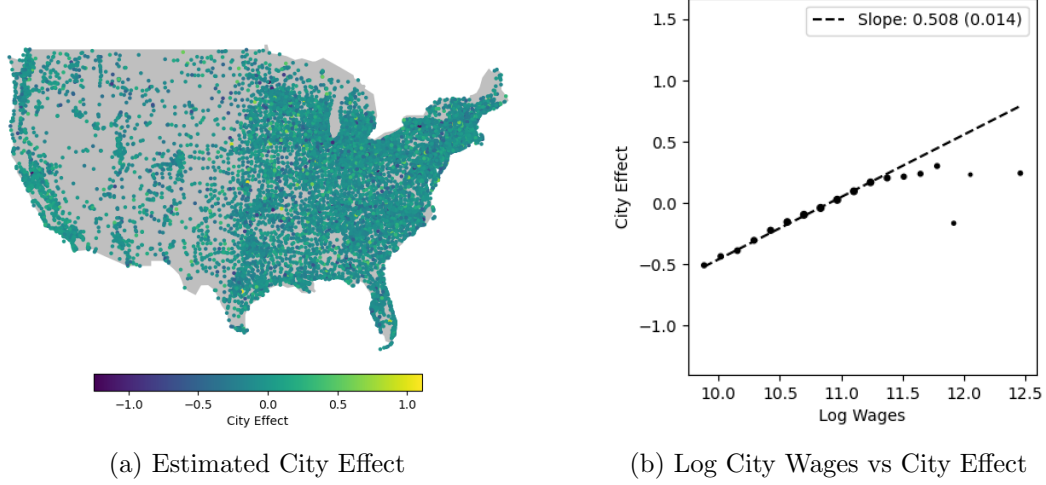 −1.0 −0.5 0.0 0.5 1.0
City Effect
(a) Estimated City Effect
Slope: 0.508 (0.014)
1.5
1.0
0.5
0.0
−0.5
−1.0
City Effect
10.0 10.5 11.0 11.5 12.0 12.5
Log Wages
(b) Log City Wages vs City Effect